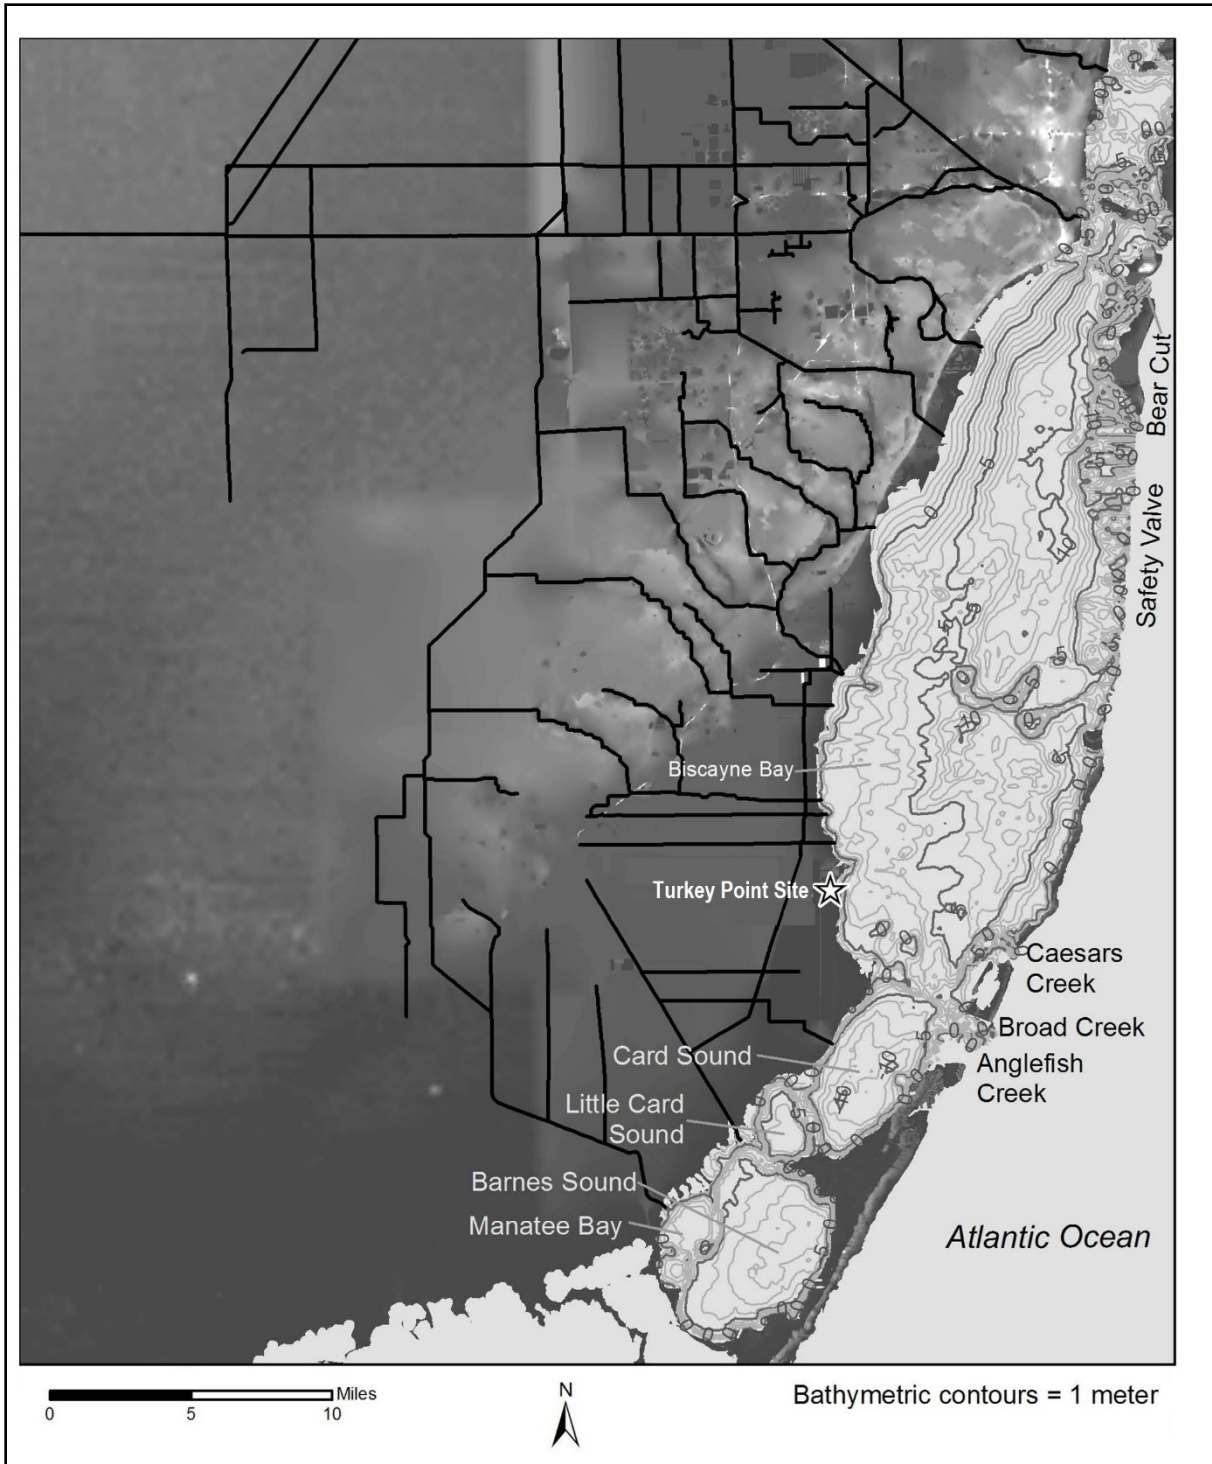 Bear Cut
Safety Valve
Biscayne Bay
Turkey Point Site
Caesars
Creek
Broad Creek
Anglefish
Creek
Card Sound
Little Card
Sound
Barnes Sound
Manatee Bay
Atlantic Ocean
Miles
0 5 10
N
Bathymetric contours = 1 meter